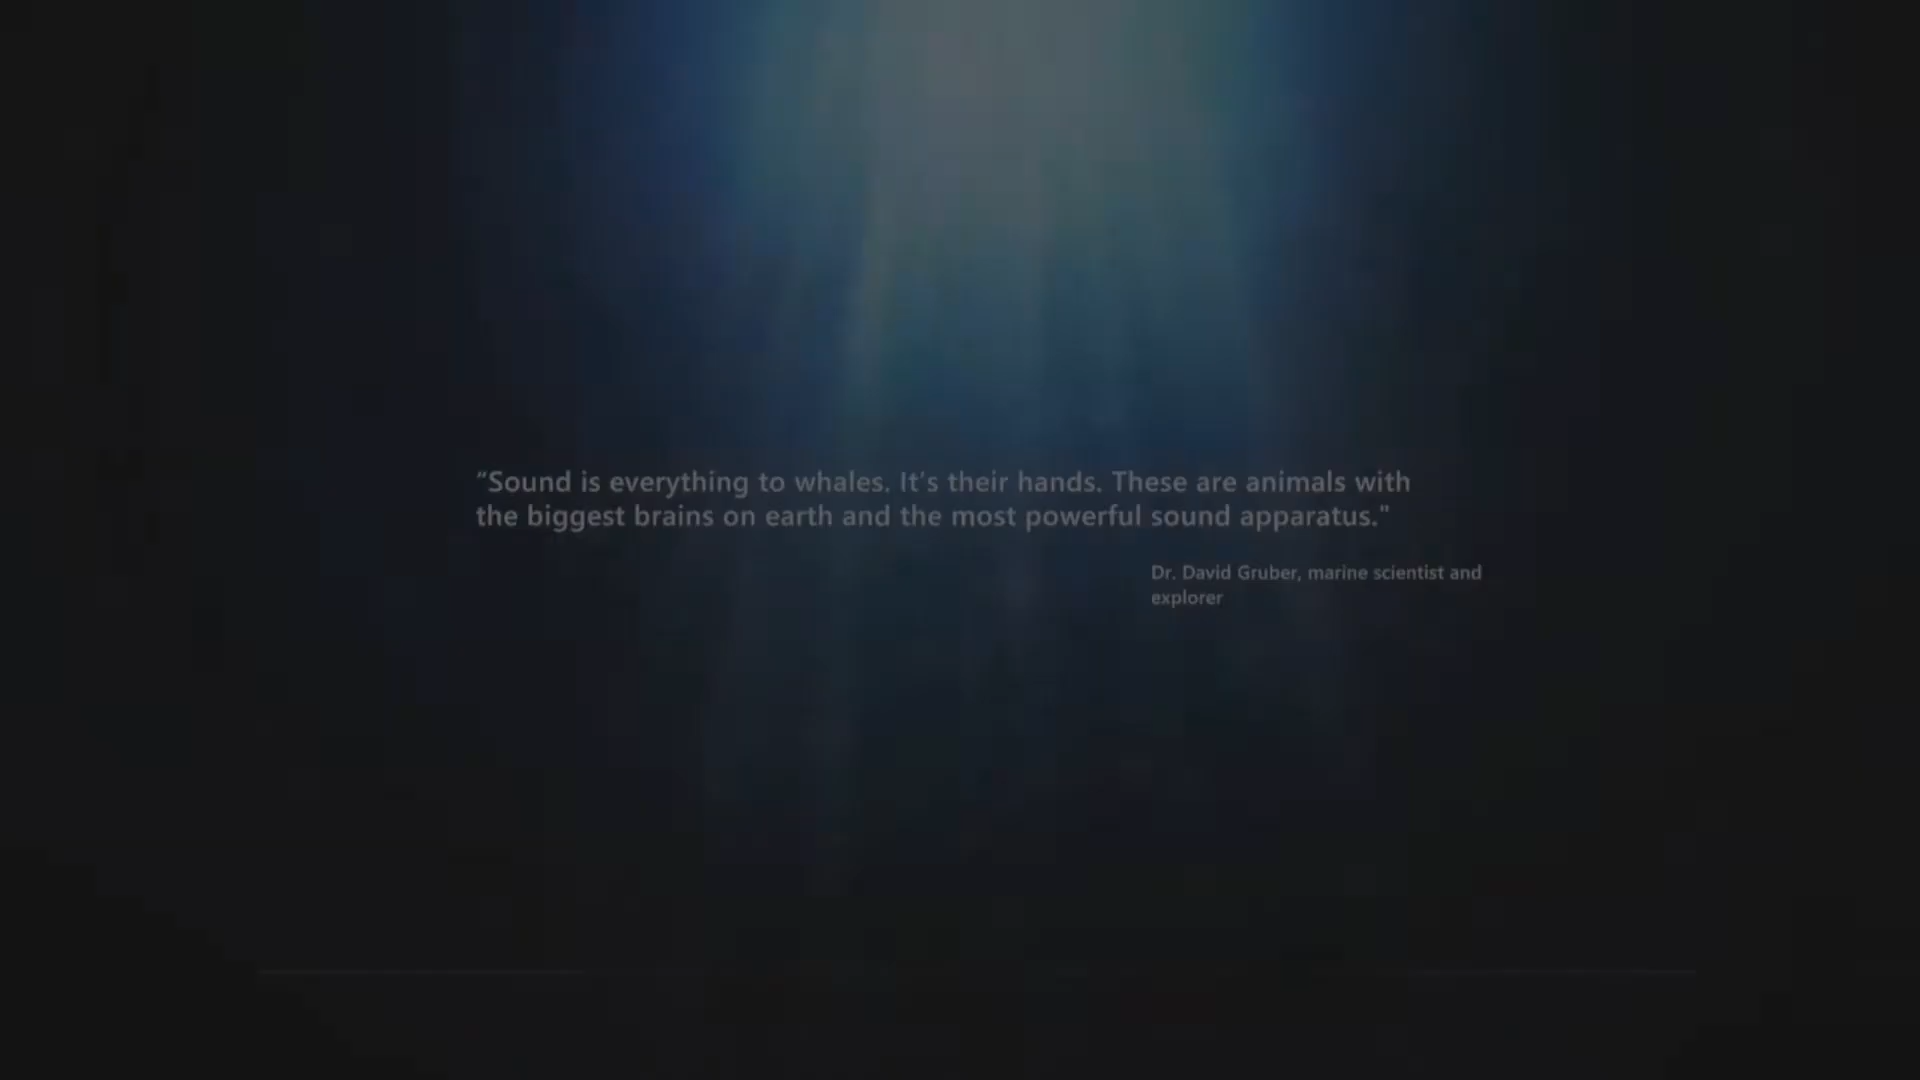 “Sound is everything to whales. It’s their hands. These are animals with
the biggest brains on earth and the most powerful sound apparatus."
Dr. David Gruber, marine scientist and
explorer